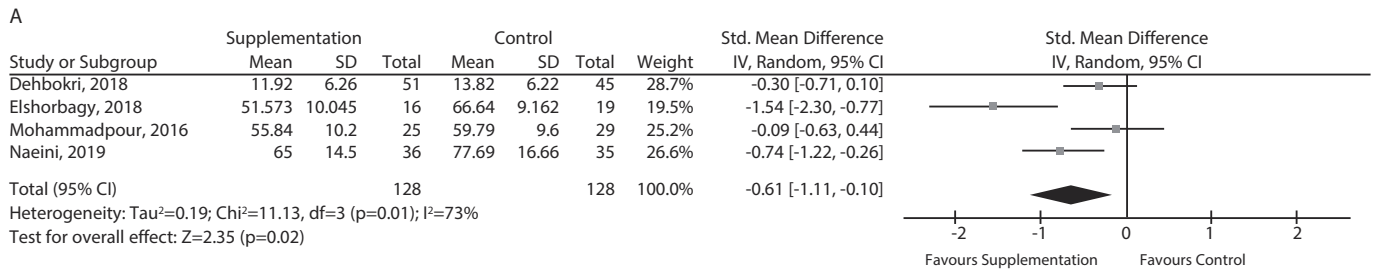 A
Supplementation Control Std. Mean Difference Std. Mean Difference
Study or Subgroup Mean SD Total Mean SD Total Weight IV, Random, 95% CI IV, Random, 95% CI
Dehbokri, 2018 11.92 6.26 51 13.82 6.22 45 28.7% -0.30 [-0.71, 0.10]
Elshorbagy, 2018 51.573 10.045 16 66.64 9.162 19 19.5% -1.54 [-2.30, -0.77]
Mohammadpour, 2016 55.84 10.2 25 59.79 9.6 29 25.2% -0.09 [-0.63, 0.44]
Naeini, 2019 65 14.5 36 77.69 16.66 35 26.6% -0.74 [-1.22, -0.26]
Total (95% CI) 128 128 100.0% -0.61 [-1.11, -0.10]
Heterogeneity: Tau²=0.19; Chi²=11.13, df=3 (p=0.01); I²=73%
Test for overall effect: Z=2.35 (p=0.02)
-2 -1 0 1 2
Favours Supplementation Favours Control